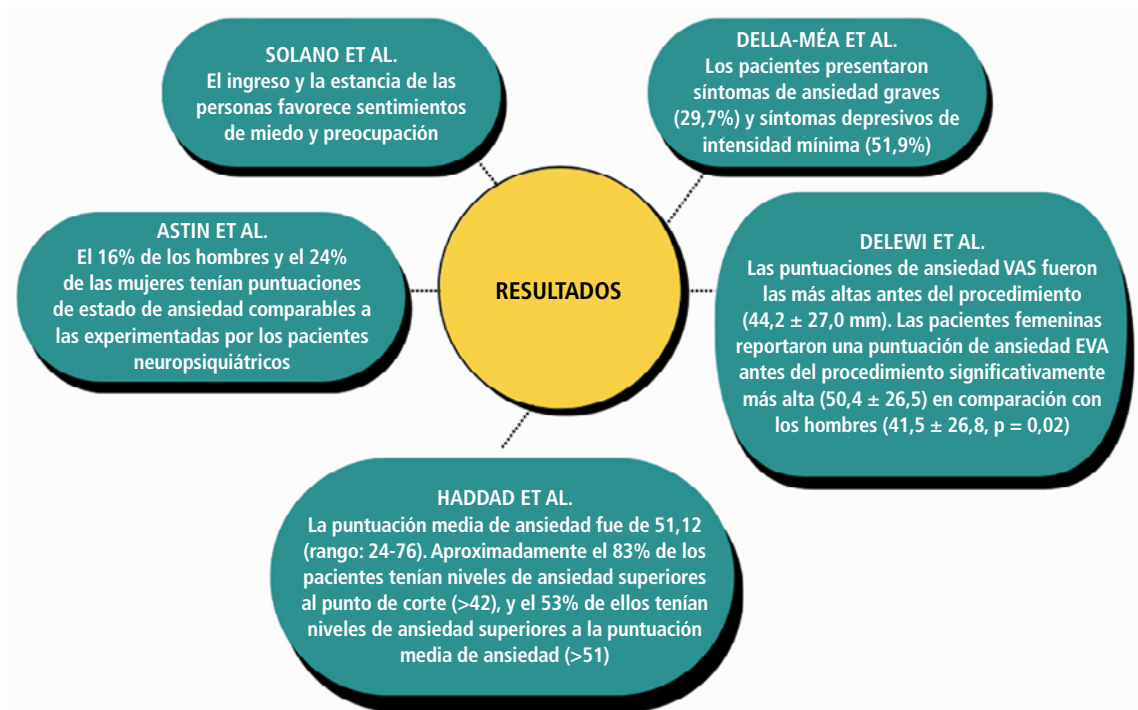 SOLANO ET AL.
El ingreso y la estancia de las
personas favorece sentimientos
de miedo y preocupación
DELLA-MÉA ET AL.
Los pacientes presentaron
síntomas de ansiedad graves
(29,7%) y síntomas depresivos de
intensidad mínima (51,9%)
ASTIN ET AL.
El 16% de los hombres y el 24%
de las mujeres tenían puntuaciones
de estado de ansiedad comparables a
las experimentadas por los pacientes
neuropsiquiátricos
RESULTADOS
DELEWI ET AL.
Las puntuaciones de ansiedad VAS fueron
las más altas antes del procedimiento
(44,2 ± 27,0 mm). Las pacientes femeninas
reportaron una puntuación de ansiedad EVA
antes del procedimiento significativamente
más alta (50,4 ± 26,5) en comparación con
los hombres (41,5 ± 26,8, p = 0,02)
HADDAD ET AL.
La puntuación media de ansiedad fue de 51,12
(rango: 24-76). Aproximadamente el 83% de los
pacientes tenían niveles de ansiedad superiores
al punto de corte (>42), y el 53% de ellos tenían
niveles de ansiedad superiores a la puntuación
media de ansiedad (>51)